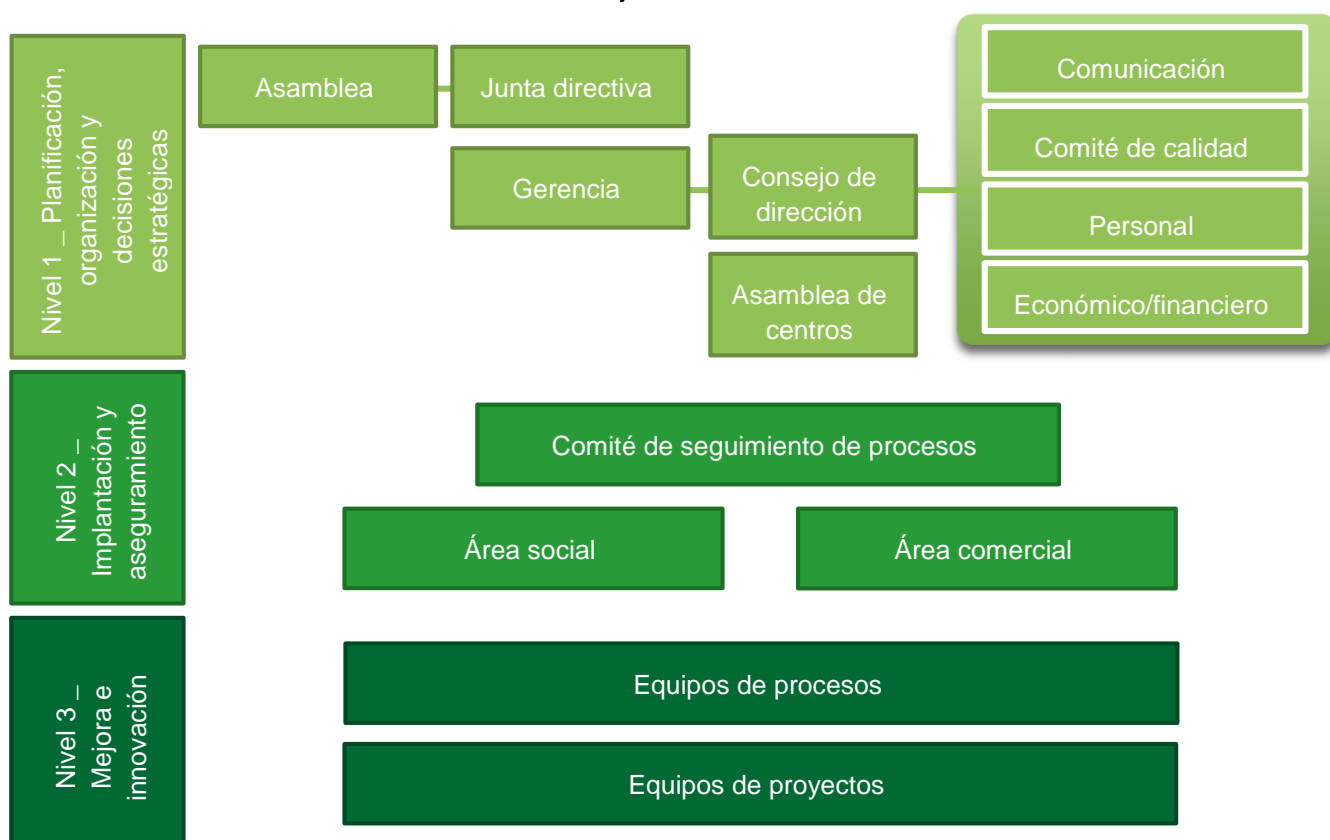 Nivel 1 _ Planificación,
organización y
decisiones
estratégicas
Asamblea
Junta directiva
Gerencia
Consejo de
dirección
Asamblea de
centros
Comunicación
Comité de calidad
Personal
Económico/financiero
Nivel 2 _
Implantación y
aseguramiento
Comité de seguimiento de procesos
Área social
Área comercial
Nivel 3 _
Mejora e
innovación
Equipos de procesos
Equipos de proyectos